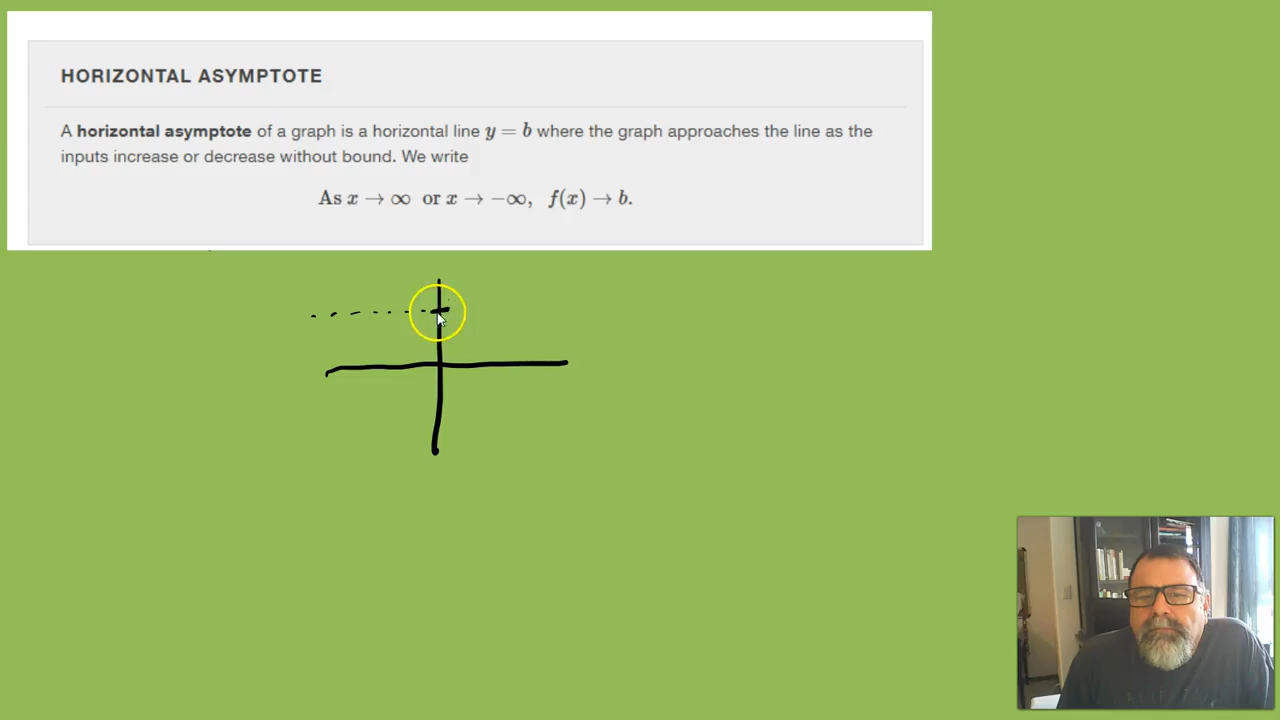 HORIZONTAL ASYMPTOTE
A horizontal asymptote of a graph is a horizontal line y = b where the graph approaches the line as the
inputs increase or decrease without bound. We write
As x → ∞ or x → −∞, f(x) → b.